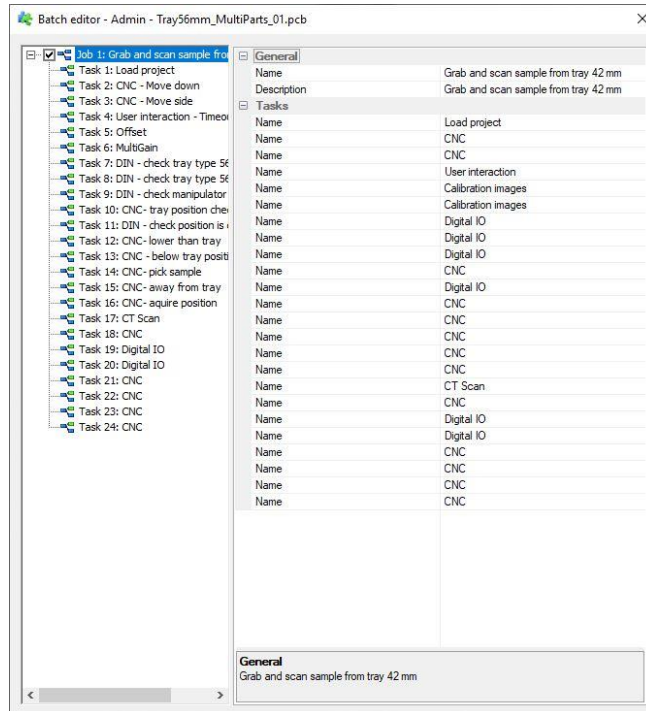 Batch editor - Admin - Tray56mm_MultiParts_01.pcb
Job 1: Grab and scan sample fro
Task 1: Load project
Task 2: CNC - Move down
Task 3: CNC - Move side
Task 4: User interaction - Timeou
Task 5: Offset
Task 6: MultiGain
Task 7: DIN - check tray type 56
Task 8: DIN - check tray type 56
Task 9: DIN - check manipulator
Task 10: CNC- tray position chec
Task 11: DIN - check position is
Task 12: CNC- lower than tray
Task 13: CNC - below tray positi
Task 14: CNC- pick sample
Task 15: CNC- away from tray
Task 16: CNC- aquire position
Task 17: CT Scan
Task 18: CNC
Task 19: Digital IO
Task 20: Digital IO
Task 21: CNC
Task 22: CNC
Task 23: CNC
Task 24: CNC
General
Name Grab and scan sample from tray 42 mm
Description Grab and scan sample from tray 42 mm
Tasks
Name Load project
Name CNC
Name CNC
Name User interaction
Name Calibration images
Name Calibration images
Name Digital IO
Name Digital IO
Name Digital IO
Name CNC
Name Digital IO
Name CNC
Name CNC
Name CNC
Name CNC
Name CNC
Name CT Scan
Name CNC
Name Digital IO
Name Digital IO
Name CNC
Name CNC
Name CNC
Name CNC
General
Grab and scan sample from tray 42 mm